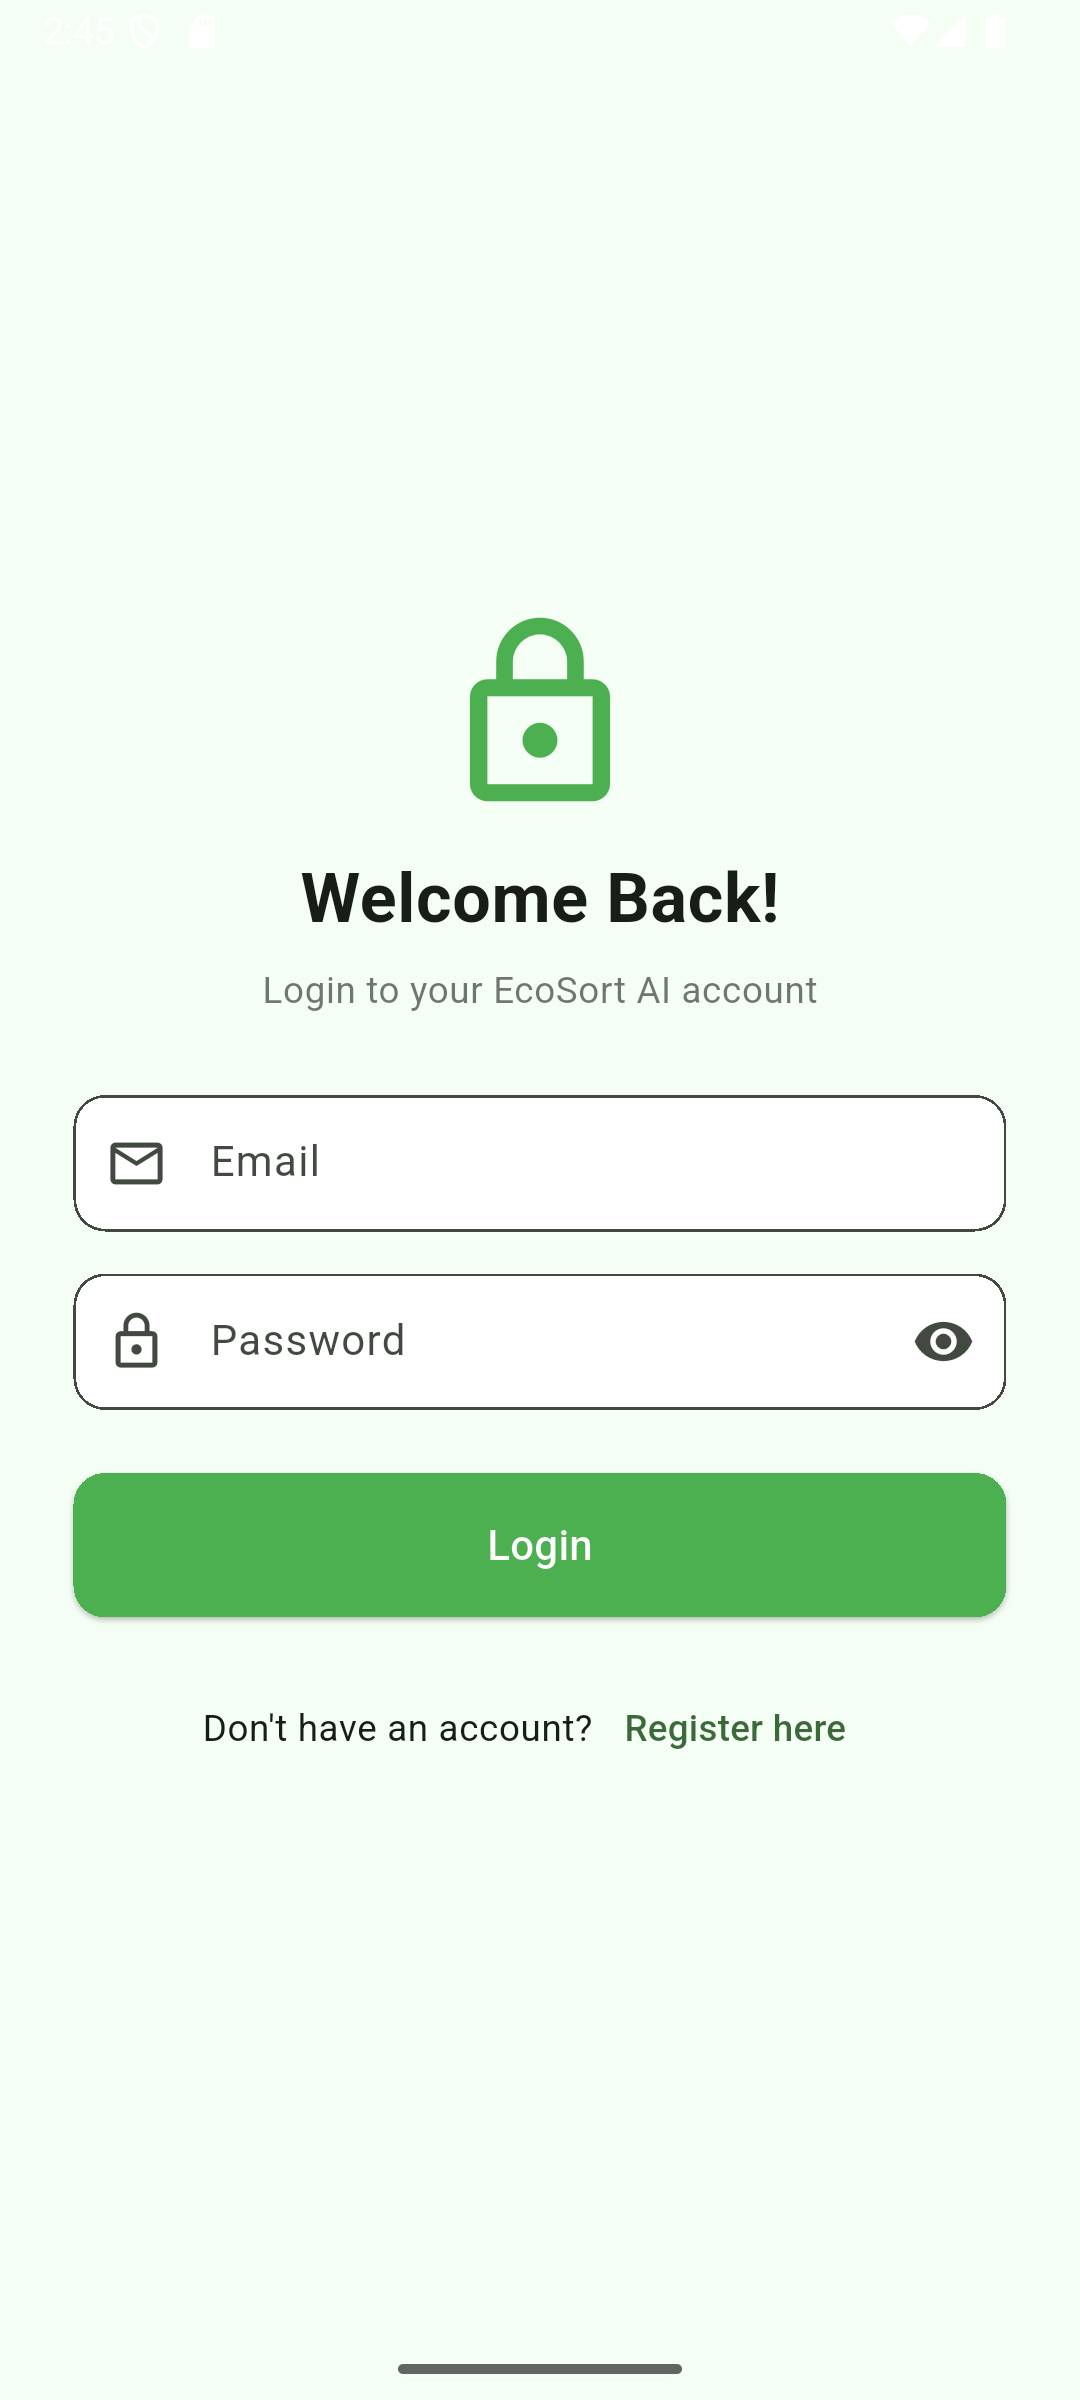 2:45
Welcome Back!
Login to your EcoSort AI account
Email
Password
Login
Don't have an account? Register here